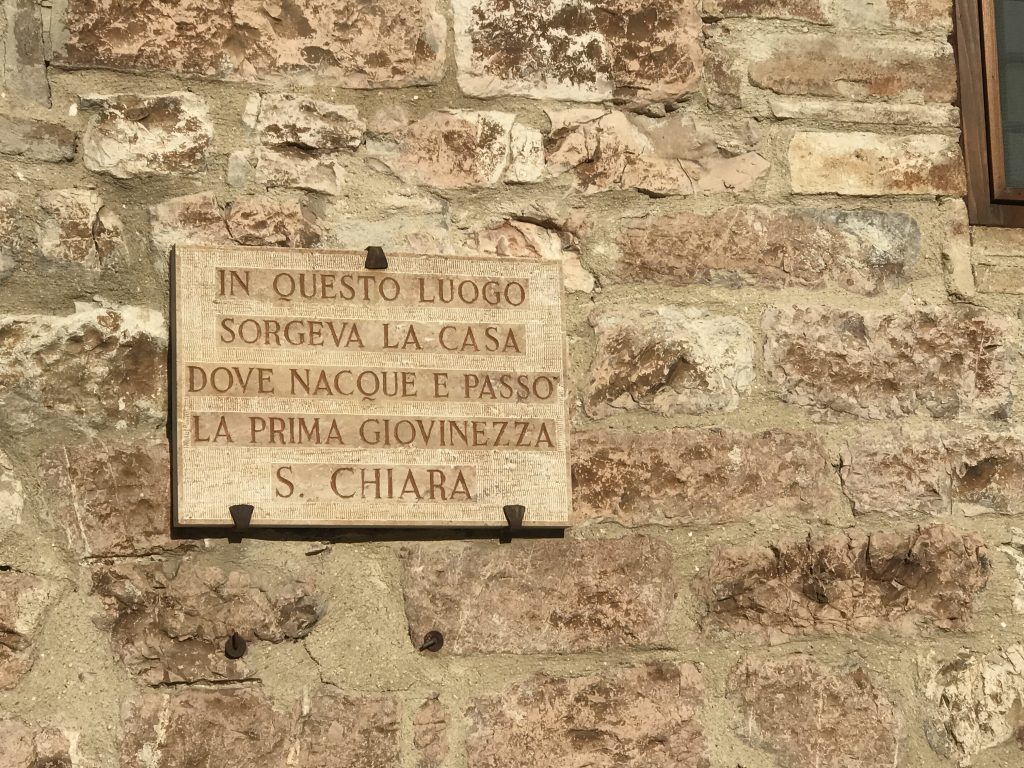 IN QUESTO LUOGO
SORGEVA LA CASA
DOVE NACQUE E PASSO'
LA PRIMA GIOVINEZZA
S. CHIARA